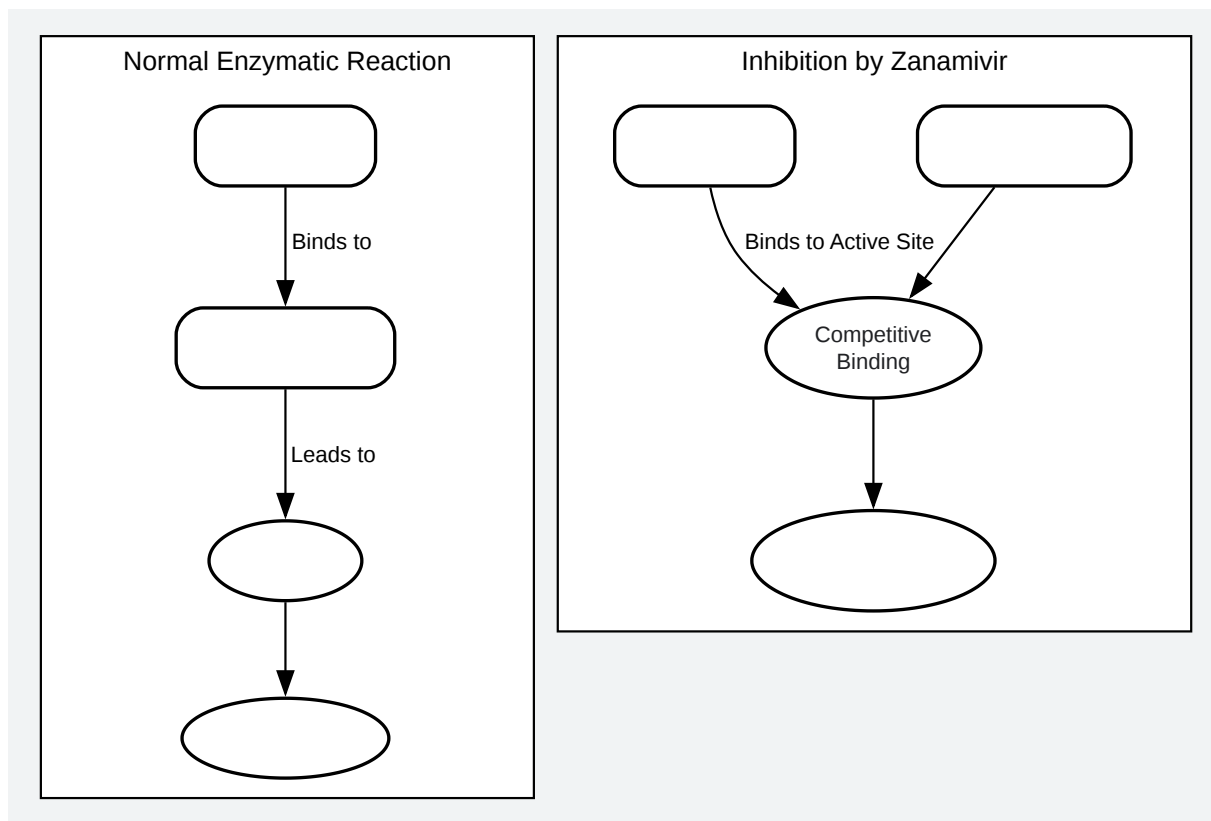 Normal Enzymatic Reaction
Binds to
Leads to
Inhibition by Zanamivir
Binds to Active Site
Competitive
Binding